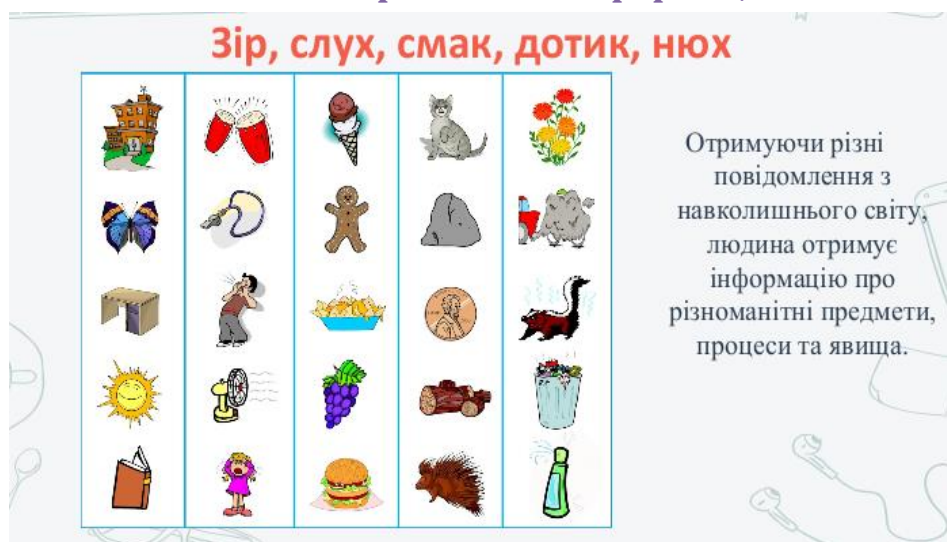 Зір, слух, смак, дотик, нюх
Отримуючи різні
повідомлення з
навколишнього світу,
людина отримує
інформацію про
різноманітні предмети,
процеси та явища.